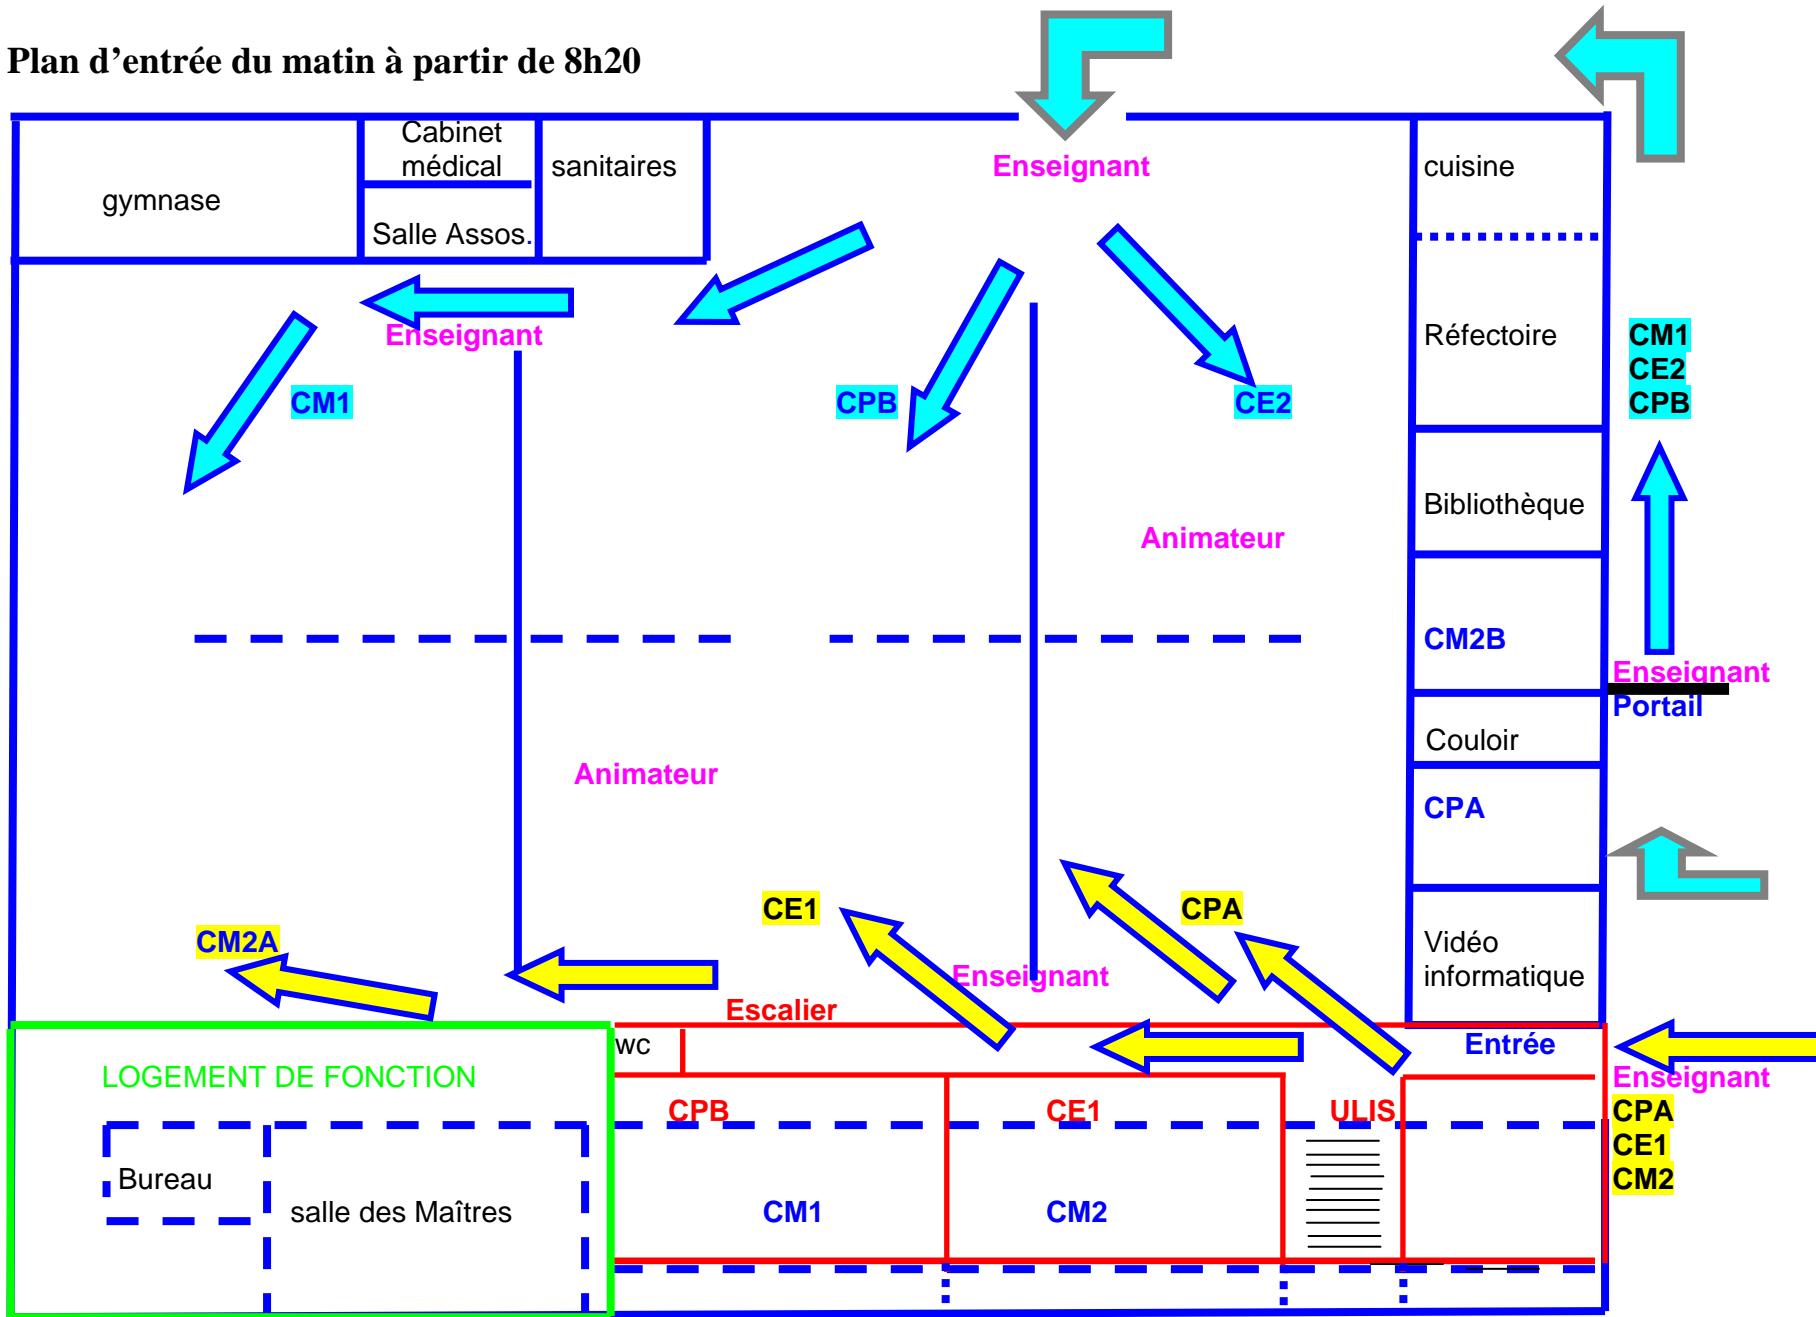 Plan d’entrée du matin à partir de 8h20
Cabinet
médical
sanitaires
Enseignant
cuisine
gymnase
Salle Assos.
Enseignant
Réfectoire
CM1
CE2
CPB
CM1
CPB
CE2
Bibliothèque
Animateur
CM2B
Enseignant
Portail
Couloir
Animateur
CPA
CE1
CPA
CM2A
Vidéo
informatique
Enseignant
Escalier
wc
Entrée
LOGEMENT DE FONCTION
Enseignant
CPA
CE1
CM2
CPB
CE1
ULIS
Bureau
salle des Maîtres
CM1
CM2